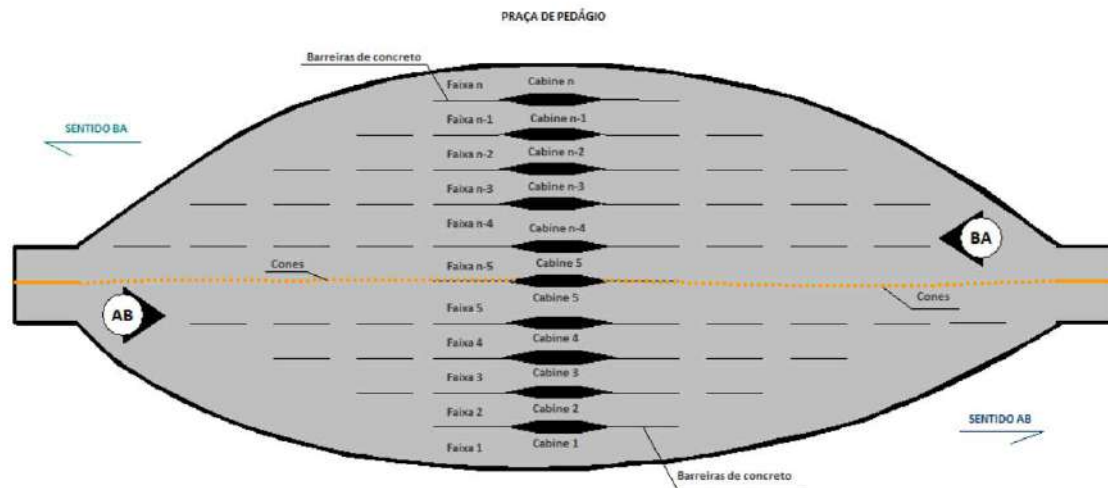 PRAÇA DE PEDÁGIO
Barreiras de concreto
Faixa n
Cabine n
SENTIDO BA
Faixa n-1
Cabine n-1
Faixa n-2
Cabine n-2
Faixa n-3
Cabine n-3
Faixa n-4
Cabine n-4
BA
Cones
Faixa n-5
Cabine 5
Cones
AB
Faixa 5
Cabine 5
Faixa 4
Cabine 4
Faixa 3
Cabine 3
Faixa 2
Cabine 2
SENTIDO AB
Faixa 1
Cabine 1
Barreiras de concreto